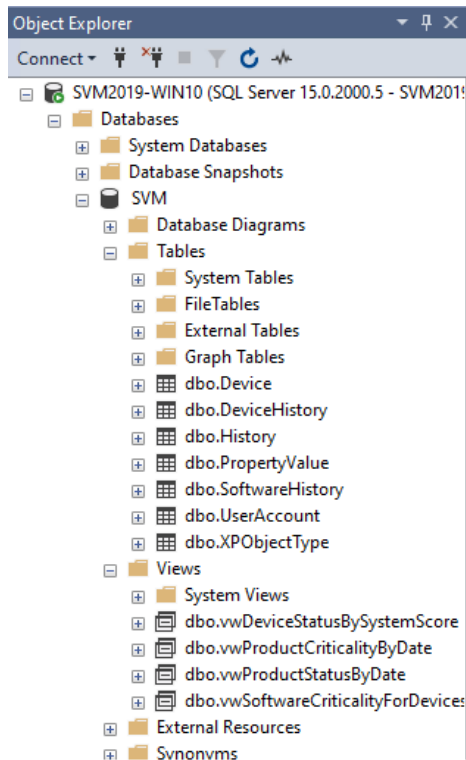 Object Explorer
Connect
SVM2019-WIN10 (SQL Server 15.0.2000.5 - SVM2019
Databases
System Databases
Database Snapshots
SVM
Database Diagrams
Tables
System Tables
FileTables
External Tables
Graph Tables
dbo.Device
dbo.DeviceHistory
dbo.History
dbo.PropertyValue
dbo.SoftwareHistory
dbo.UserAccount
dbo.XPObjectType
Views
System Views
dbo.vwDeviceStatusBySystemScore
dbo.vwProductCriticalityByDate
dbo.vwProductStatusByDate
dbo.vwSoftwareCriticalityForDevices
External Resources
Synonyms